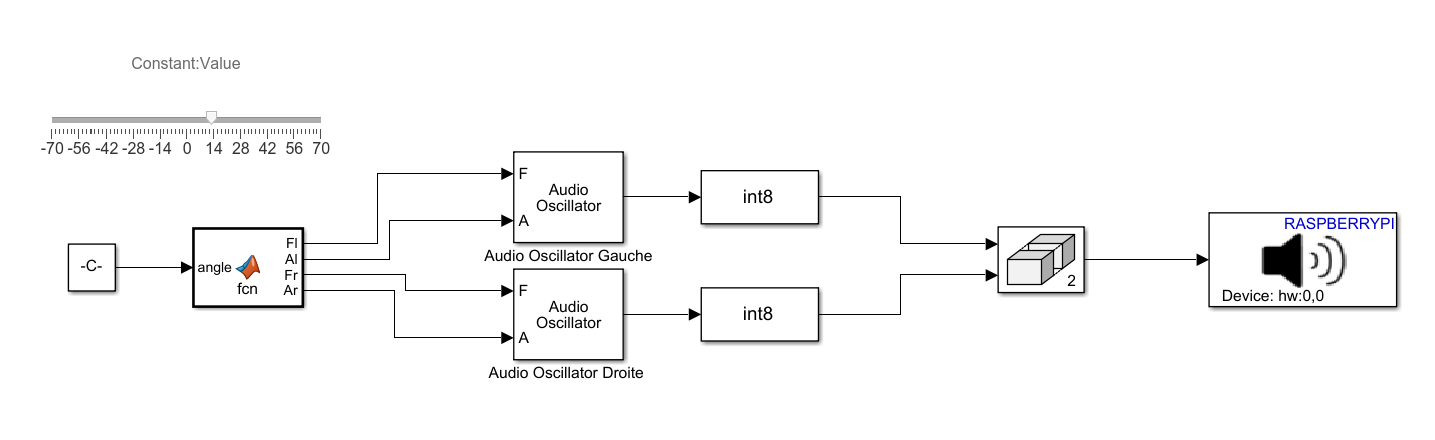 Constant:Value
-70 -56 -42 -28 -14 0 14 28 42 56 70
-C-
angle
fcn
Fl
Al
Fr
Ar
F
A
Audio
Oscillator
Audio Oscillator Gauche
F
A
Audio
Oscillator
Audio Oscillator Droite
int8
int8
2
RASPBERRYPI
Device: hw:0,0